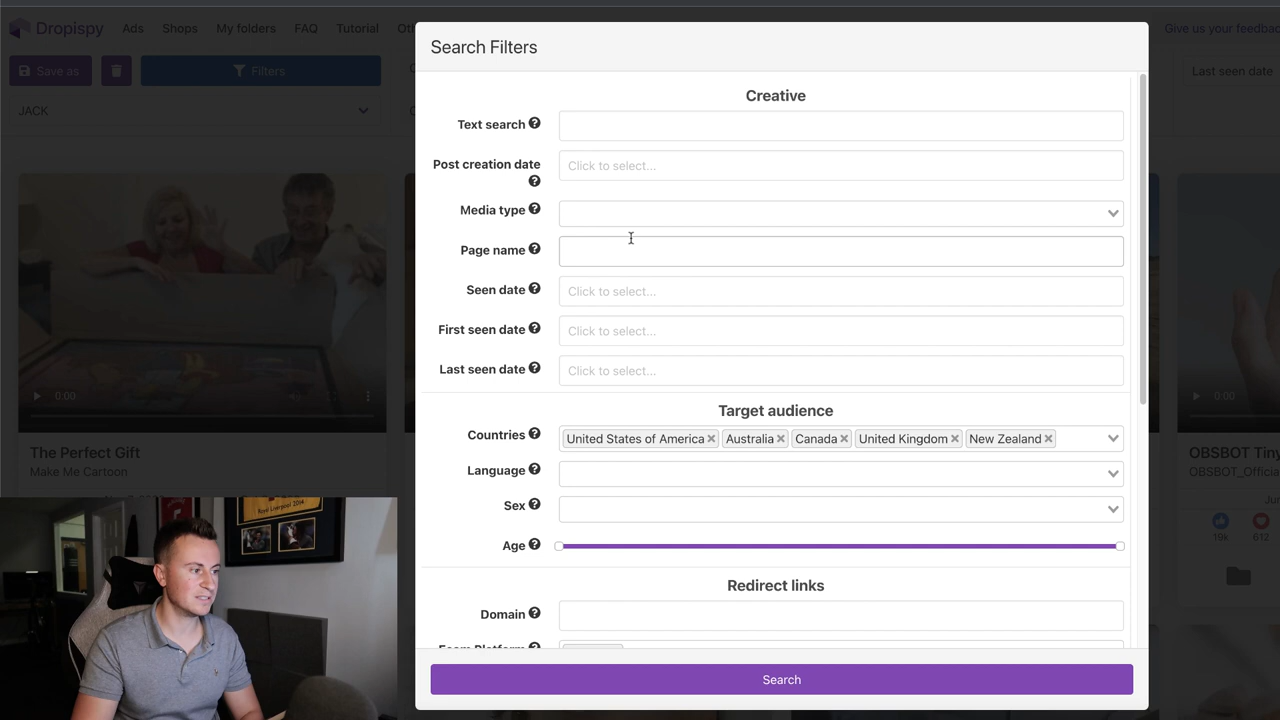 Dropispy
Ads
Shops
My folders
FAQ
Tutorial
Give us your
Save as
Filters
Last seen date
JACK
Search Filters
Creative
Text search
Post creation date
Click to select...
Media type
Page name
Seen date
Click to select...
First seen date
Click to select...
Last seen date
Click to select...
Target audience
Countries
United States of America
Australia
Canada
United Kingdom
New Zealand
Language
Sex
Age
Redirect links
Domain
Search
0:00
The Perfect Gift
Make Me Cartoon
0:00
OBSBOT
19k
612